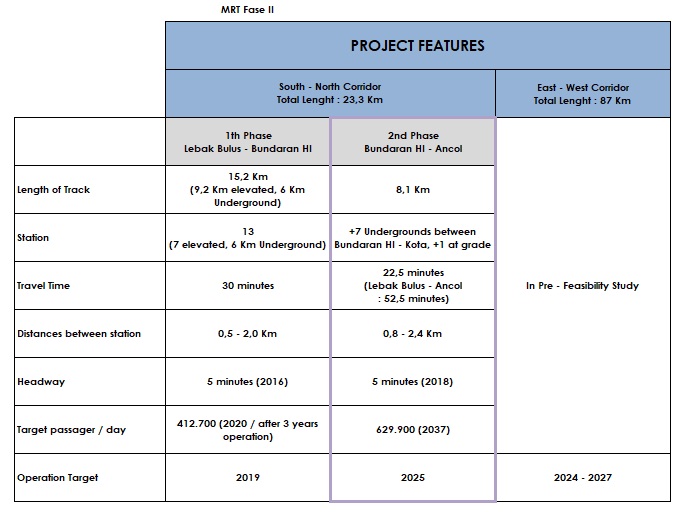 MRT Fase II
PROJECT FEATURES
South - North Corridor
Total Lenght : 23,3 Km
East - West Corridor
Total Lenght : 87 Km
1th Phase
Lebak Bulus - Bundaran HI
2nd Phase
Bundaran HI - Ancol
Length of Track
15,2 Km
(9,2 Km elevated, 6 Km
Underground)
8,1 Km
Station
13
(7 elevated, 6 Km Underground)
+7 Undergrounds between
Bundaran HI - Kota, +1 at grade
Travel Time
30 minutes
22,5 minutes
(Lebak Bulus - Ancol
: 52,5 minutes)
In Pre - Feasibility Study
Distances between station
0,5 - 2,0 Km
0,8 - 2,4 Km
Headway
5 minutes (2016)
5 minutes (2018)
Target passager / day
412.700 (2020 / after 3 years
operation)
629.900 (2037)
Operation Target
2019
2025
2024 - 2027